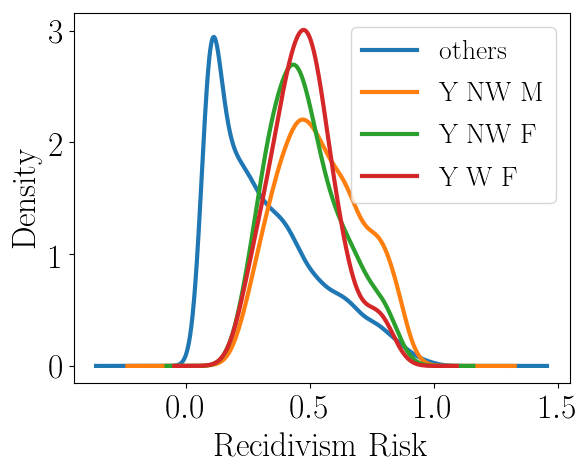 others
Y NW M
Y NW F
Y W F
Density
3
2
1
0
0.0 0.5 1.0 1.5
Recidivism Risk